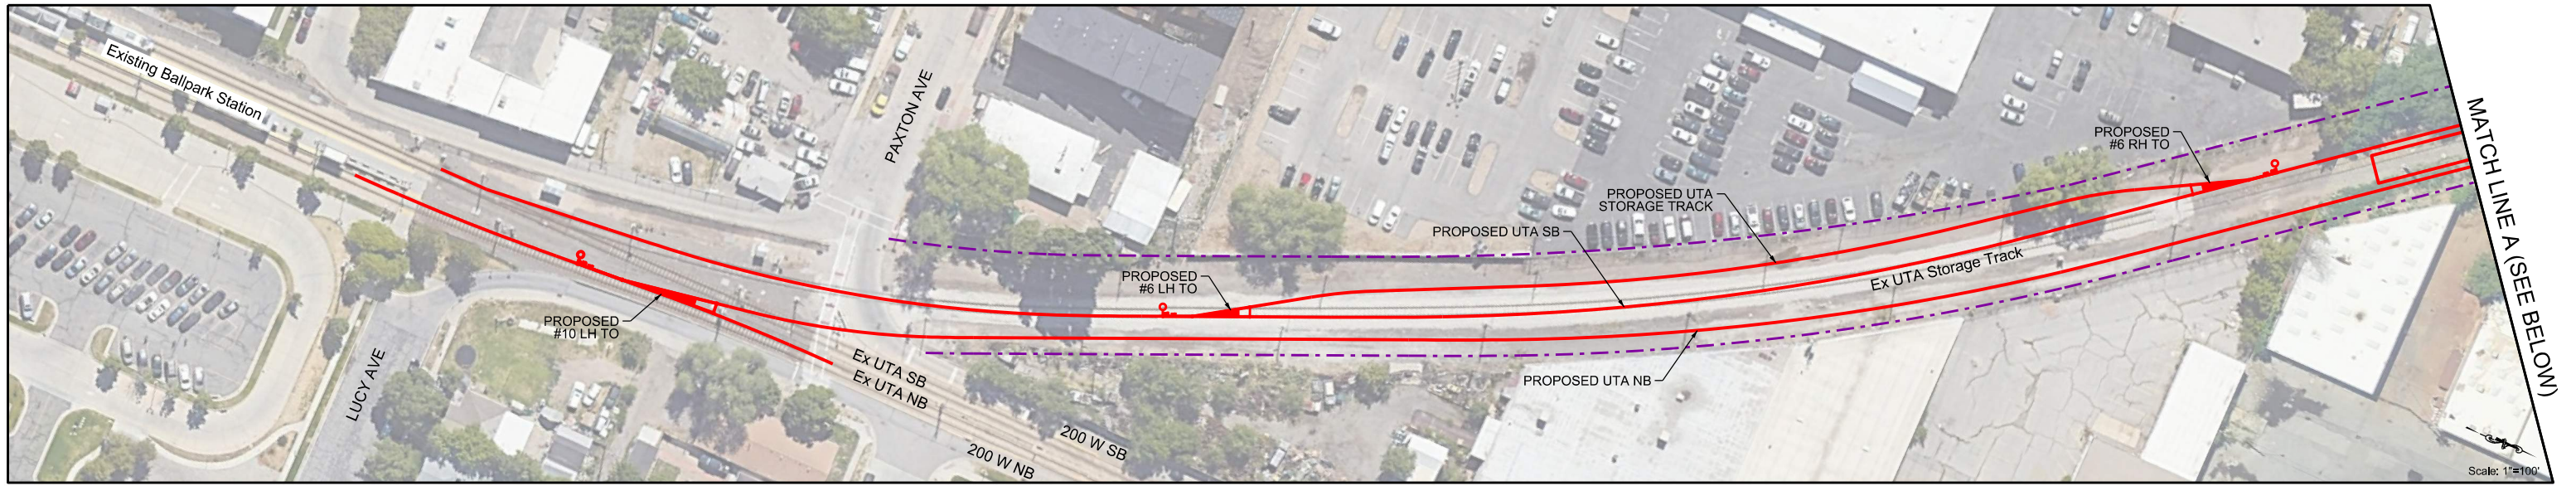 Existing Ballpark Station
PAXTON AVE
LUCY AVE
PROPOSED
#10 LH TO
Ex UTA SB
Ex UTA NB
200 W SB
200 W NB
PROPOSED
#6 LH TO
PROPOSED UTA SB
PROPOSED UTA
STORAGE TRACK
PROPOSED UTA NB
Ex UTA Storage Track
PROPOSED
#6 RH TO
MATCH LINE A (SEE BELOW)
Scale: 1"=100'